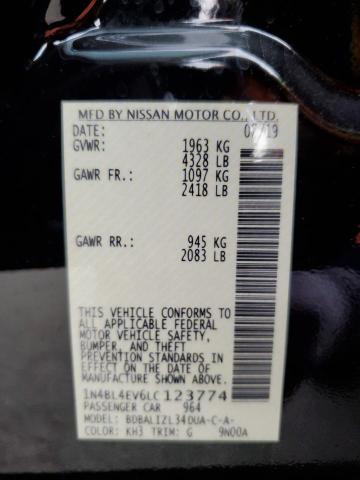 MFD BY NISSAN MOTOR CO., LTD.
DATE: /19
GVWR: 1963 KG
4328 LB
GAWR FR.: 1097 KG
2418 LB
GAWR RR.: 945 KG
2083 LB
THIS VEHICLE CONFORMS TO
ALL APPLICABLE FEDERAL
MOTOR VEHICLE SAFETY,
BUMPER, AND THEFT
PREVENTION STANDARDS IN
EFFECT ON THE DATE OF
MANUFACTURE SHOWN ABOVE.
1N4BL4EV6LC123774
PASSENGER CAR 964
MODEL: BDBALIZL34DUA-C-A-
COLOR: KH3 TRIM: G 9N00A